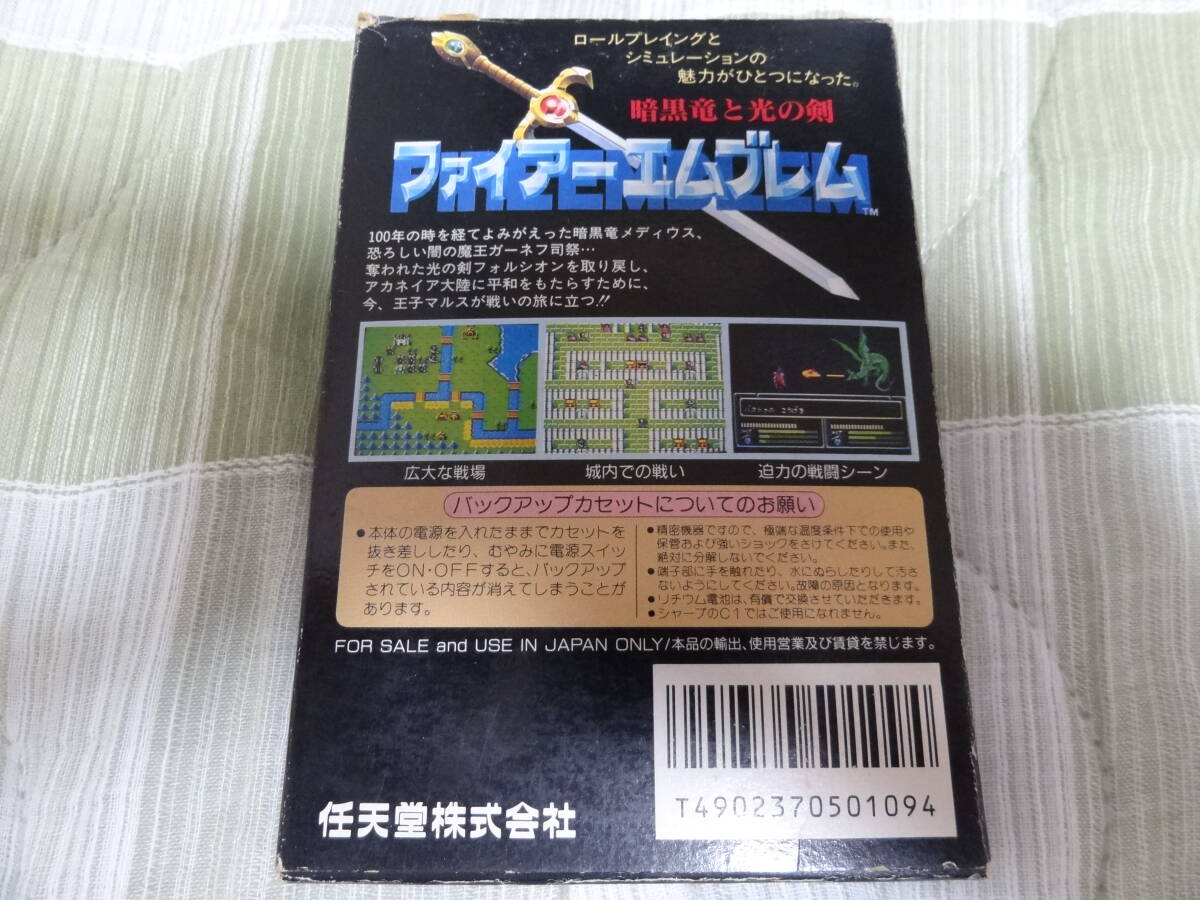 ロールプレイングと
シミュレーションの
魅力がひとつになった。
暗黒竜と光の剣
ファイアーエムブレム
FIRE EMBLEM
TM
100年の時を経てよみがえった暗黒竜メディウス、
恐ろしい闇の魔王ガーネフ司祭…
奪われた光の剣フォルシオンを取り戻し、
アカネイア大陸に平和をもたらすために、
今、王子マルスが戦いの旅に立つ!!
広大な戦場
城内での戦い
迫力の戦闘シーン
バックアップカセットについてのお願い
●本体の電源を入れたままでカセットを
抜き差ししたり、むやみに電源スイッ
チをON・OFFすると、バックアップ
されている内容が消えてしまうことが
あります。
●精密機器ですので、極端な温度条件下での使用や
保管および強いショックをさけてください。また、
絶対に分解しないでください。
●端子部に手を触れたり、水にぬらしたりして汚さ
ないようにしてください。故障の原因となります。
●リチウム電池は、有償で交換させていただきます。
●シャープのC1ではご使用になれません。
FOR SALE and USE IN JAPAN ONLY/本品の輸出、使用営業及び賃貸を禁じます。
T4902370501094
任天堂株式会社